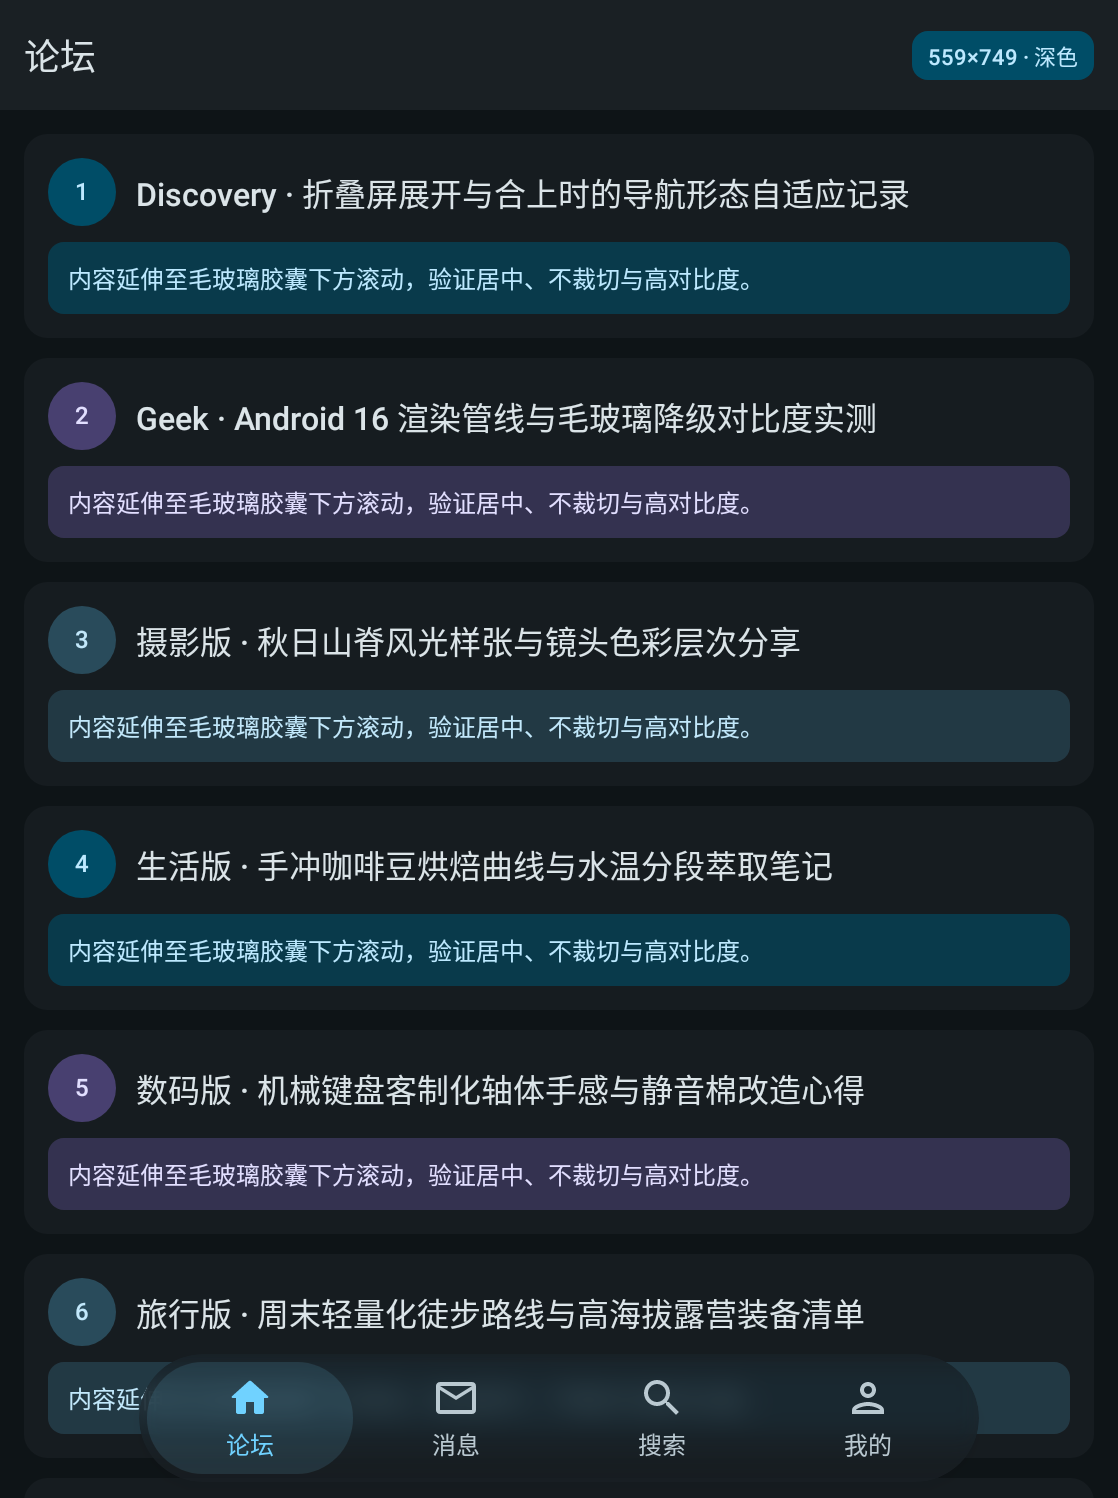 论坛
559×749 · 深色
1
Discovery · 折叠屏展开与合上时的导航形态自适应记录
内容延伸至毛玻璃胶囊下方滚动，验证居中、不裁切与高对比度。
2
Geek · Android 16 渲染管线与毛玻璃降级对比度实测
内容延伸至毛玻璃胶囊下方滚动，验证居中、不裁切与高对比度。
3
摄影版 · 秋日山脊风光样张与镜头色彩层次分享
内容延伸至毛玻璃胶囊下方滚动，验证居中、不裁切与高对比度。
4
生活版 · 手冲咖啡豆烘焙曲线与水温分段萃取笔记
内容延伸至毛玻璃胶囊下方滚动，验证居中、不裁切与高对比度。
5
数码版 · 机械键盘客制化轴体手感与静音棉改造心得
内容延伸至毛玻璃胶囊下方滚动，验证居中、不裁切与高对比度。
6
旅行版 · 周末轻量化徒步路线与高海拔露营装备清单
内容延
论坛
消息
搜索
我的